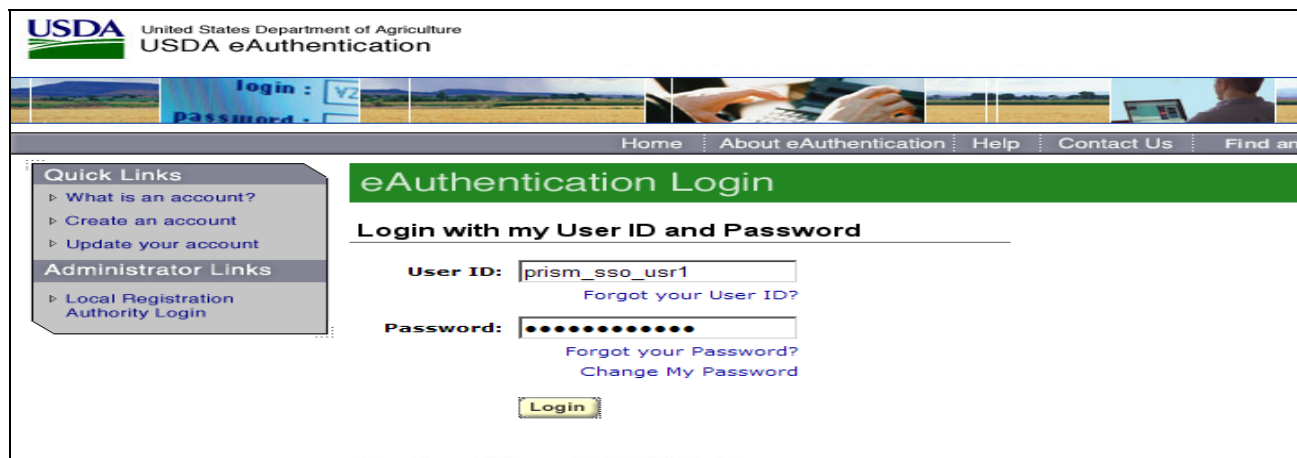 USDA
United States Department of Agriculture
USDA eAuthentication
login :
password :
Home About eAuthentication Help Contact Us Find an
Quick Links
What is an account?
Create an account
Update your account
Administrator Links
Local Registration
Authority Login
eAuthentication Login
Login with my User ID and Password
User ID: prism_sso_usr1
Forgot your User ID?
Password: ●●●●●●●●●●●●
Forgot your Password?
Change My Password
Login